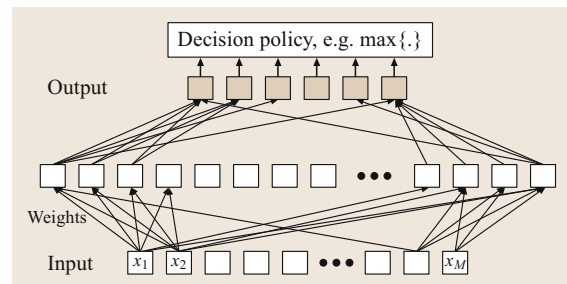 Decision policy, e.g. max{.}
Output
Weights
Input
x1 x2 xM